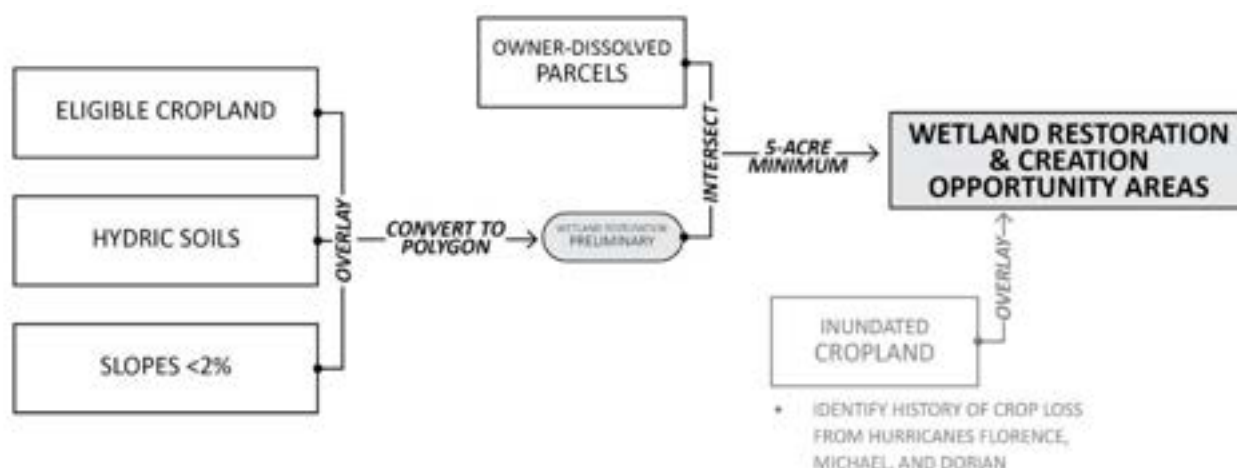 OWNER-DISSOLVED
PARCELS
ELIGIBLE CROPLAND
HYDRIC SOILS
SLOPES <2%
OVERLAY
CONVERT TO
POLYGON
WETLAND RESTORATION
PRELIMINARY
INTERSECT
5-ACRE
MINIMUM
WETLAND RESTORATION
& CREATION
OPPORTUNITY AREAS
OVERLAY
INUNDATED
CROPLAND
• IDENTIFY HISTORY OF CROP LOSS
FROM HURRICANES FLORENCE,
MICHAEL, AND DORIAN